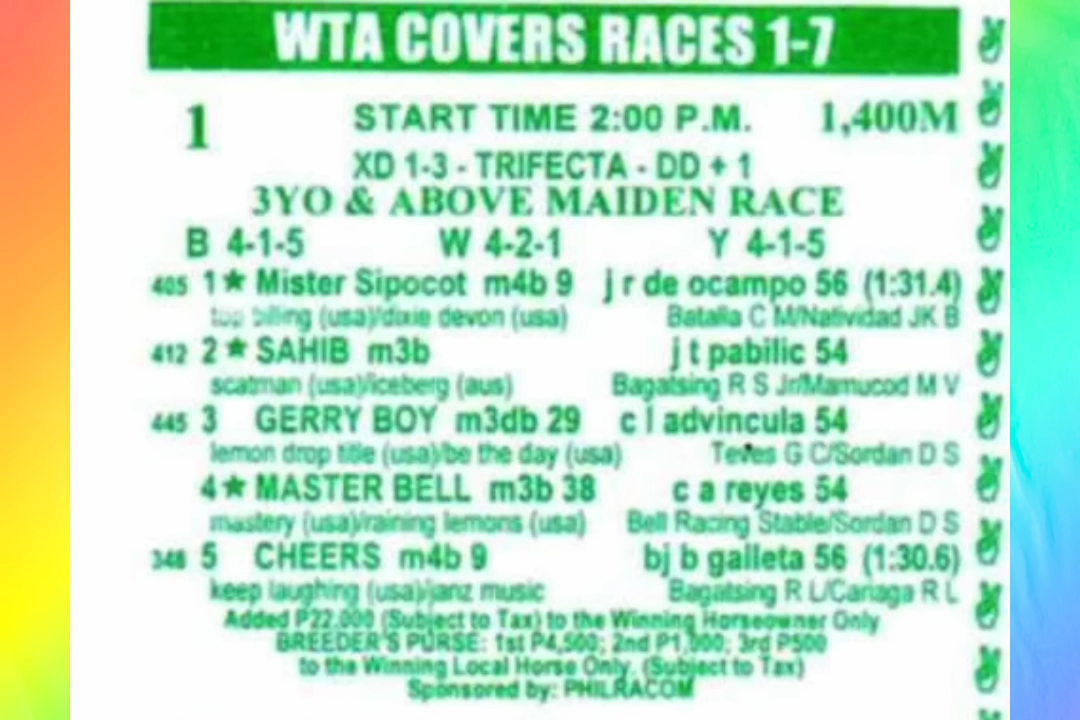 WTA COVERS RACES 1-7
1 START TIME 2:00 P.M. 1,400M
XD 1-3 - TRIFECTA - DD + 1
3YO & ABOVE MAIDEN RACE
B 4-1-5 W 4-2-1 Y 4-1-5
405 1★ Mister Sipocot m4b 9 j r de ocampo 56 (1:31.4)
top billing (usa)/dixie devon (usa) Batalla C M/Natividad JK B
412 2★ SAHIB m3b j t pabilic 54
scatman (usa)/iceberg (aus) Bagatsing R S Jr/Mamucod M V
445 3 GERRY BOY m3db 29 c l advincula 54
lemon drop title (usa)/be the day (usa) Teves G C/Sordan D S
4★ MASTER BELL m3b 38 c a reyes 54
mastery (usa)/raining lemons (usa) Bell Racing Stable/Sordan D S
348 5 CHEERS m4b 9 bj b galleta 56 (1:30.6)
keep laughing (usa)/janz music Bagatsing R L/Cariaga R L
Added P22,000 (Subject to Tax) to the Winning Horseowner Only
BREEDER'S PURSE: 1st P4,500; 2nd P1,000; 3rd P500
to the Winning Local Horse Only. (Subject to Tax)
Sponsored by: PHILRACOM